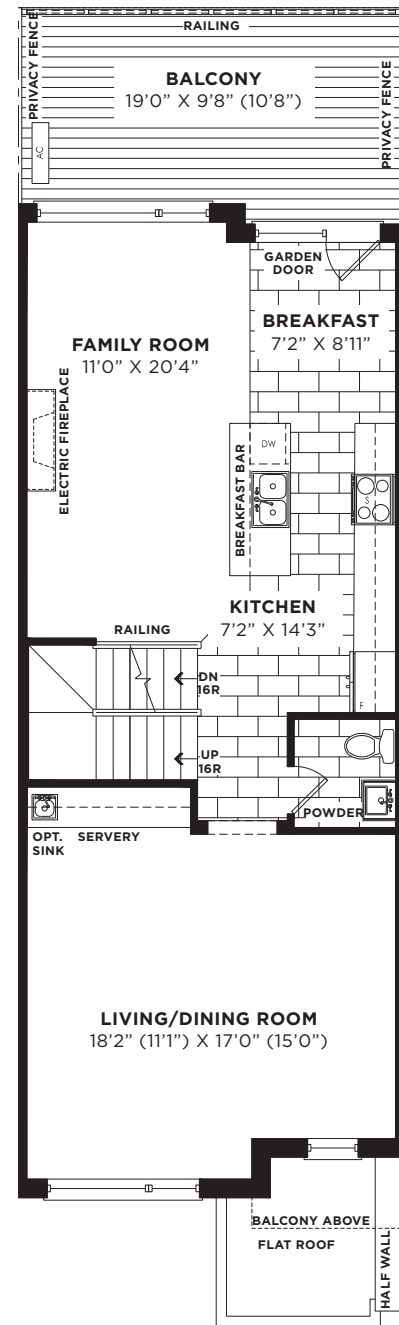 RAILING
PRIVACY FENCE
BALCONY
19'0” X 9'8” (10'8”)
PRIVACY FENCE
AC
GARDEN
DOOR
BREAKFAST
7'2” X 8'11”
FAMILY ROOM
11'0” X 20'4”
ELECTRIC FIREPLACE
BREAKFAST BAR
DW
S
KITCHEN
7'2” X 14'3”
RAILING
DN
16R
F
UP
16R
POWDER
OPT. SERVERY
SINK
LIVING/DINING ROOM
18'2” (11'1”) X 17'0” (15'0”)
BALCONY ABOVE
FLAT ROOF
HALF WALL